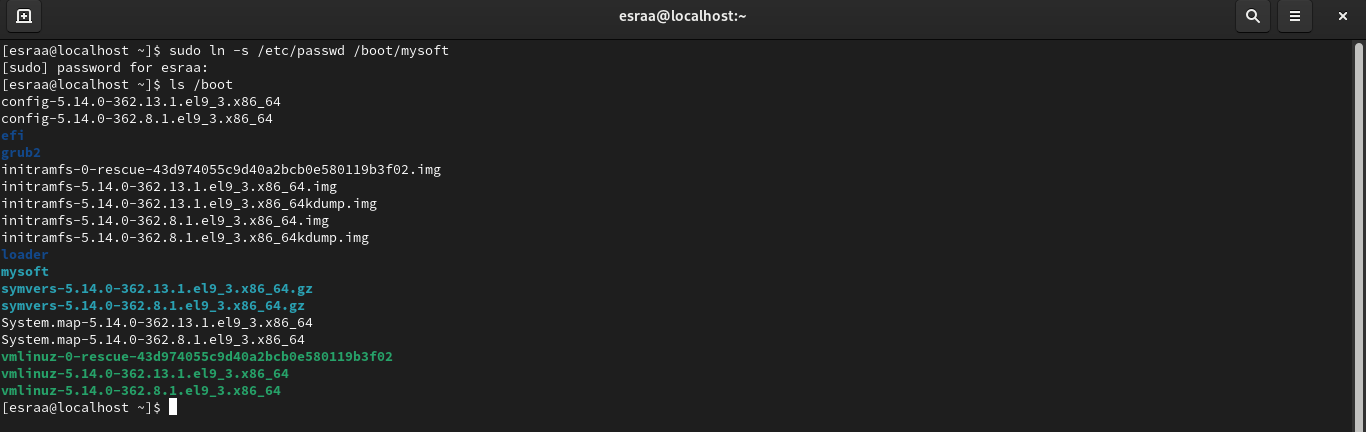 esraa@localhost:~
[esraa@localhost ~]$ sudo ln -s /etc/passwd /boot/mysoft
[sudo] password for esraa:
[esraa@localhost ~]$ ls /boot
config-5.14.0-362.13.1.el9_3.x86_64
config-5.14.0-362.8.1.el9_3.x86_64
efi
grub2
initramfs-0-rescue-43d974055c9d40a2bcb0e580119b3f02.img
initramfs-5.14.0-362.13.1.el9_3.x86_64.img
initramfs-5.14.0-362.13.1.el9_3.x86_64kdump.img
initramfs-5.14.0-362.8.1.el9_3.x86_64.img
initramfs-5.14.0-362.8.1.el9_3.x86_64kdump.img
loader
mysoft
symvers-5.14.0-362.13.1.el9_3.x86_64.gz
symvers-5.14.0-362.8.1.el9_3.x86_64.gz
System.map-5.14.0-362.13.1.el9_3.x86_64
System.map-5.14.0-362.8.1.el9_3.x86_64
vmlinuz-0-rescue-43d974055c9d40a2bcb0e580119b3f02
vmlinuz-5.14.0-362.13.1.el9_3.x86_64
vmlinuz-5.14.0-362.8.1.el9_3.x86_64
[esraa@localhost ~]$